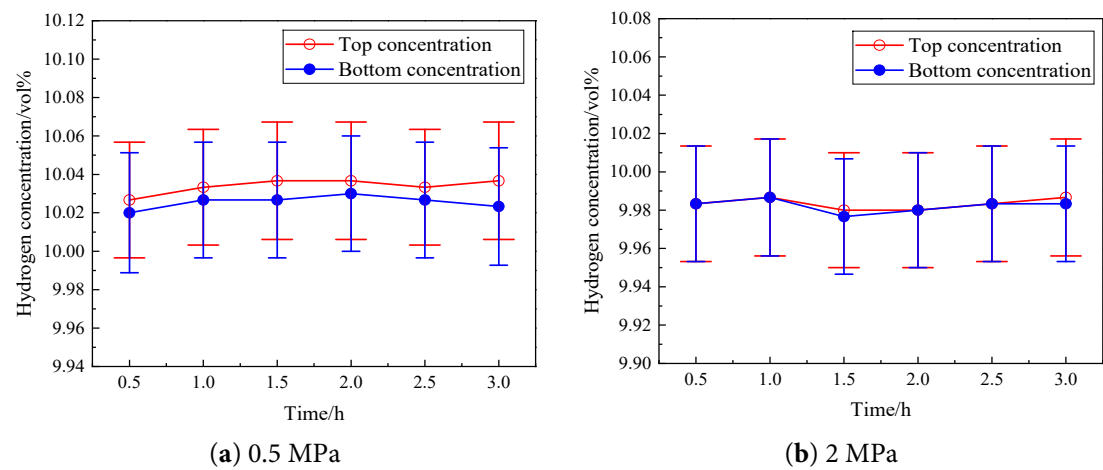 Hydrogen concentration/vol%
10.12
10.10
10.08
10.06
10.04
10.02
10.00
9.98
9.96
9.94
Top concentration
Bottom concentration
0.5 1.0 1.5 2.0 2.5 3.0
Time/h
(a) 0.5 MPa
Hydrogen concentration/vol%
10.08
10.06
10.04
10.02
10.00
9.98
9.96
9.94
9.92
9.90
Top concentration
Bottom concentration
0.5 1.0 1.5 2.0 2.5 3.0
Time/h
(b) 2 MPa